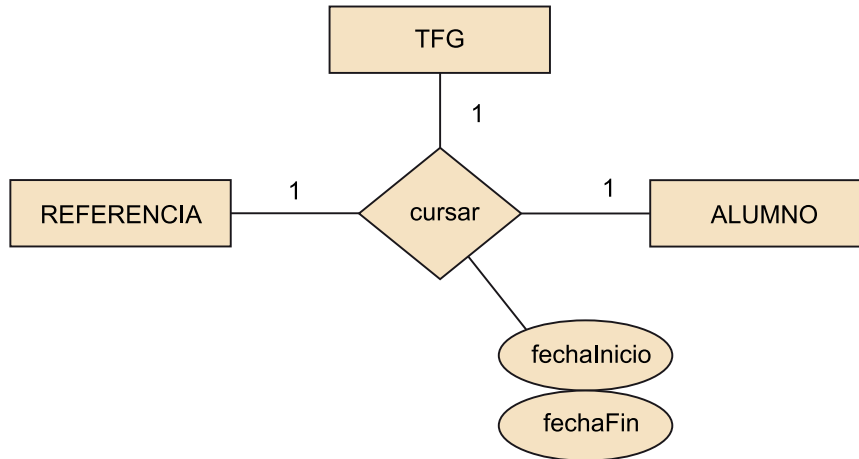 TFG
1
1
1
REFERENCIA
cursar
ALUMNO
fechaInicio
fechaFin